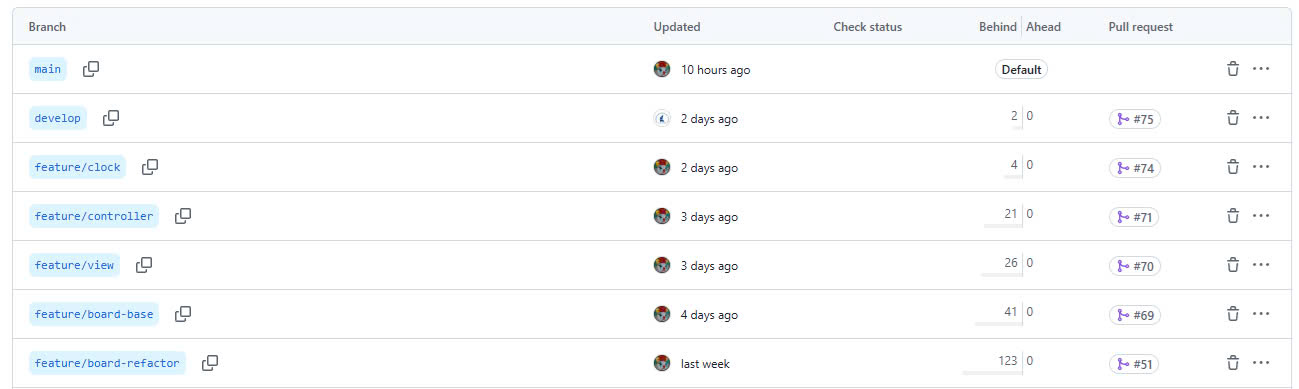 Branch Updated Check status Behind Ahead Pull request
main 10 hours ago Default
develop 2 days ago 2 0 #75
feature/clock 2 days ago 4 0 #74
feature/controller 3 days ago 21 0 #71
feature/view 3 days ago 26 0 #70
feature/board-base 4 days ago 41 0 #69
feature/board-refactor last week 123 0 #51